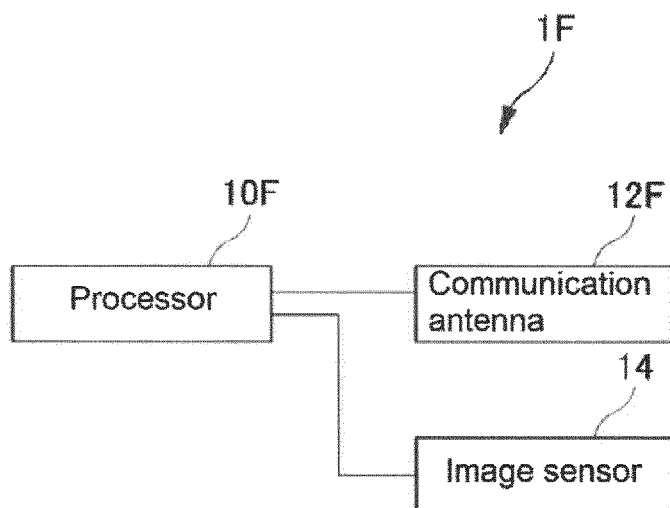 1F
10F
12F
Processor
Communication
antenna
14
Image sensor